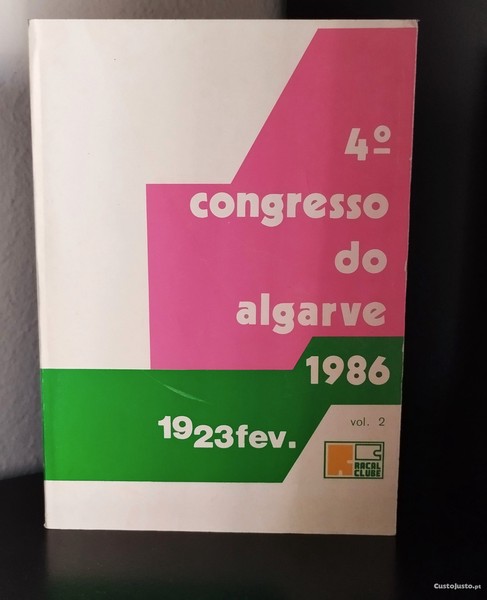 4º
congresso
do
algarve
1986
1923fev.
vol. 2
RACAL
CLUBE
CustoJusto.pt